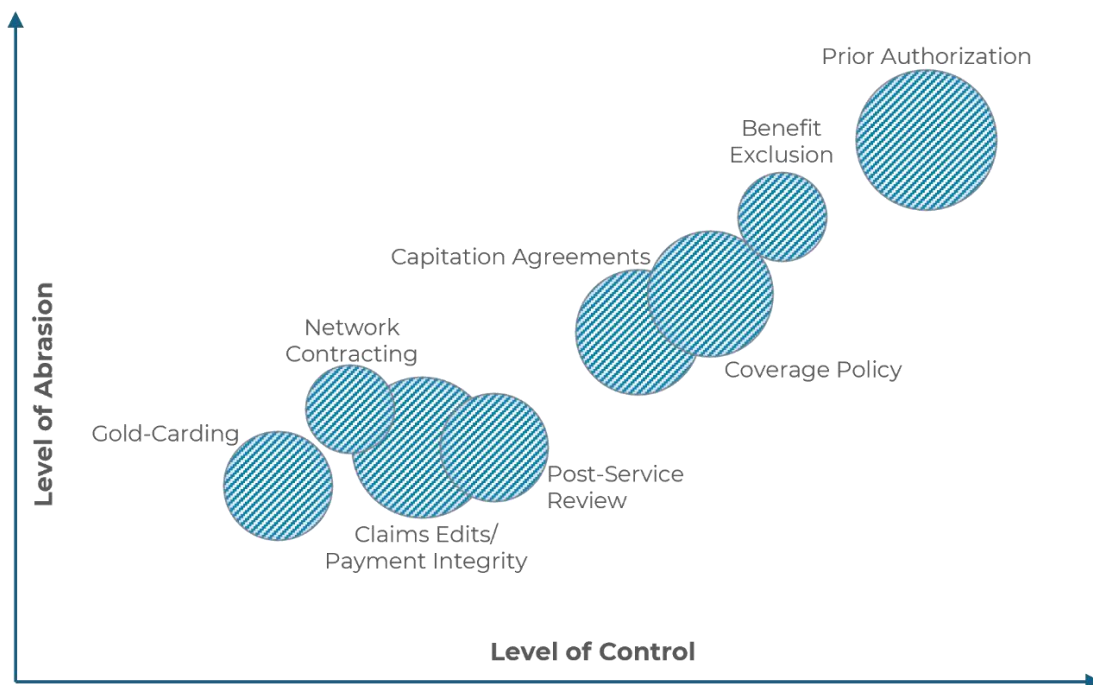 Prior Authorization
Benefit
Exclusion
Capitation Agreements
Network
Contracting
Coverage Policy
Gold-Carding
Post-Service
Review
Claims Edits/
Payment Integrity
Level of Abrasion
Level of Control